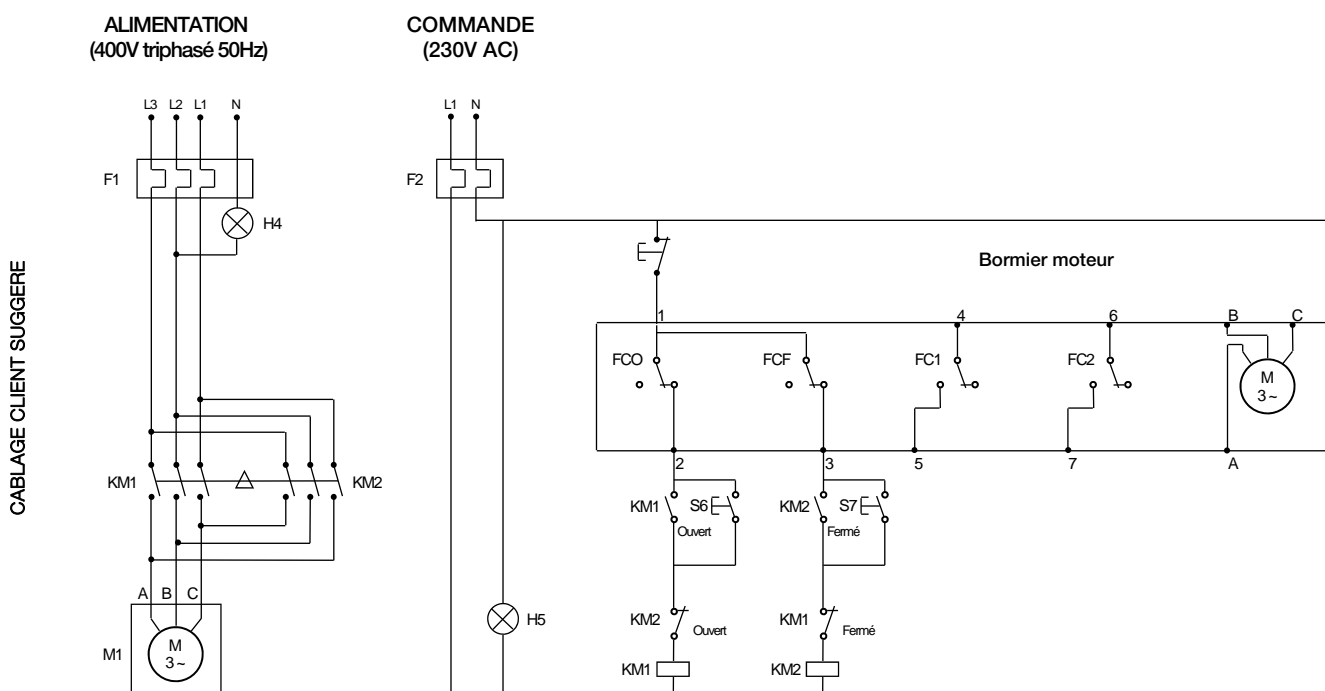 ALIMENTATION
(400V triphasé 50Hz)
COMMANDE
(230V AC)
L3 L2 L1 N
L1 N
F1
F2
H4
CABLAGE CLIENT SUGGERE
Bormier moteur
1 4 6 B C
FCO FCF FC1 FC2
M
3~
2 3 5 7 A
KM1 KM2
KM1 S6 KM2 S7
Ouvert Fermé
A B C
H5
KM2 Ouvert KM1 Fermé
M1
M
3~
KM1 KM2